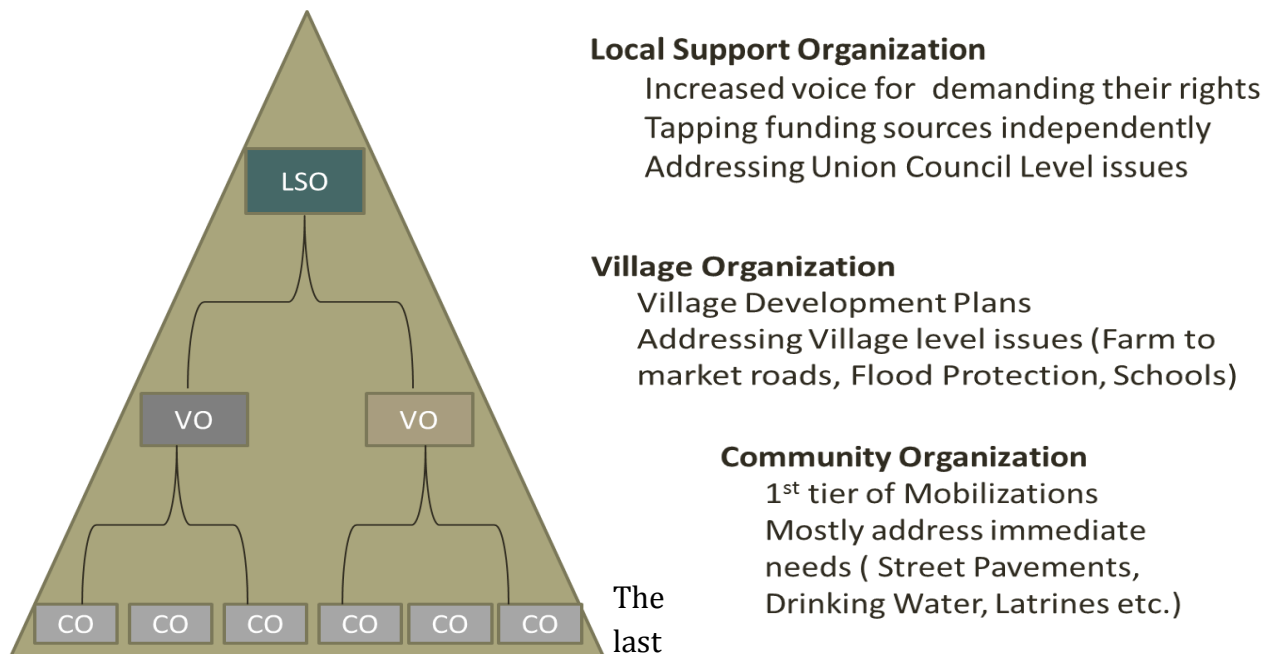 LSO
VO VO
CO CO CO CO CO CO
Local Support Organization
Increased voice for demanding their rights
Tapping funding sources independently
Addressing Union Council Level issues
Village Organization
Village Development Plans
Addressing Village level issues (Farm to
market roads, Flood Protection, Schools)
Community Organization
1st tier of Mobilizations
Mostly address immediate
needs ( Street Pavements,
Drinking Water, Latrines etc.)
The
last